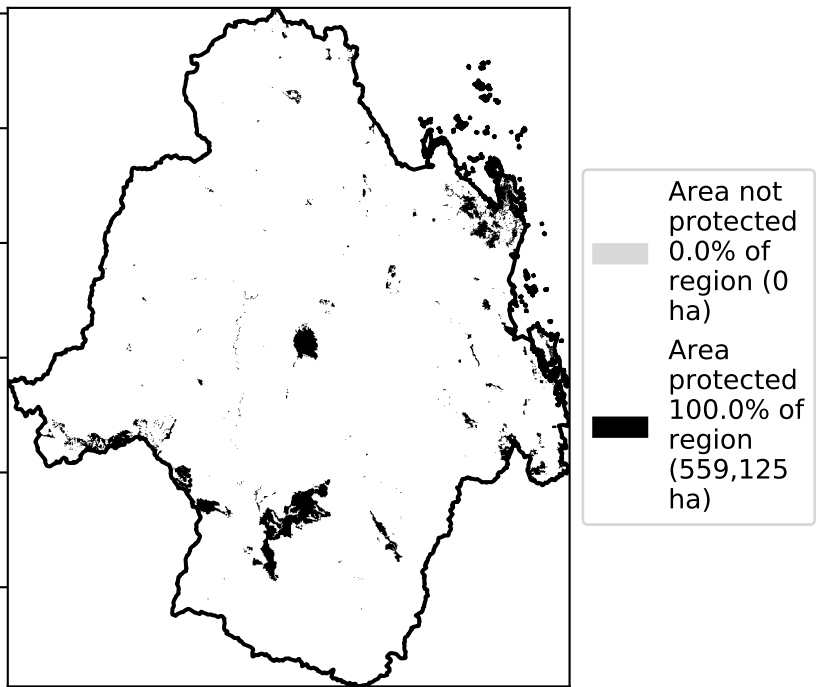 Area not
protected
0.0% of
region (0
ha)
Area
protected
100.0% of
region
(559,125
ha)